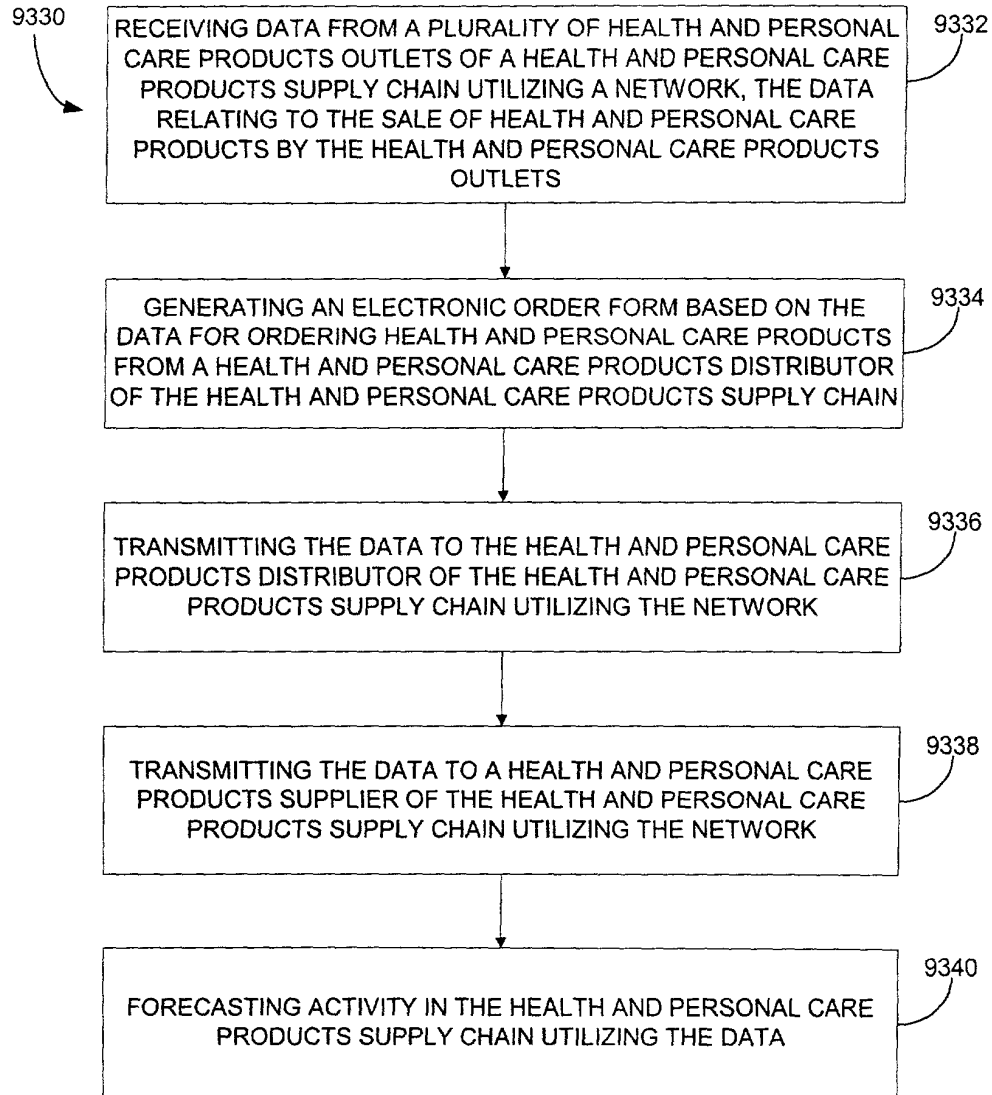 9330
RECEIVING DATA FROM A PLURALITY OF HEALTH AND PERSONAL
CARE PRODUCTS OUTLETS OF A HEALTH AND PERSONAL CARE
PRODUCTS SUPPLY CHAIN UTILIZING A NETWORK, THE DATA
RELATING TO THE SALE OF HEALTH AND PERSONAL CARE
PRODUCTS BY THE HEALTH AND PERSONAL CARE PRODUCTS
OUTLETS
9332
GENERATING AN ELECTRONIC ORDER FORM BASED ON THE
DATA FOR ORDERING HEALTH AND PERSONAL CARE PRODUCTS
FROM A HEALTH AND PERSONAL CARE PRODUCTS DISTRIBUTOR
OF THE HEALTH AND PERSONAL CARE PRODUCTS SUPPLY CHAIN
9334
TRANSMITTING THE DATA TO THE HEALTH AND PERSONAL CARE
PRODUCTS DISTRIBUTOR OF THE HEALTH AND PERSONAL CARE
PRODUCTS SUPPLY CHAIN UTILIZING THE NETWORK
9336
TRANSMITTING THE DATA TO A HEALTH AND PERSONAL CARE
PRODUCTS SUPPLIER OF THE HEALTH AND PERSONAL CARE
PRODUCTS SUPPLY CHAIN UTILIZING THE NETWORK
9338
FORECASTING ACTIVITY IN THE HEALTH AND PERSONAL CARE
PRODUCTS SUPPLY CHAIN UTILIZING THE DATA
9340